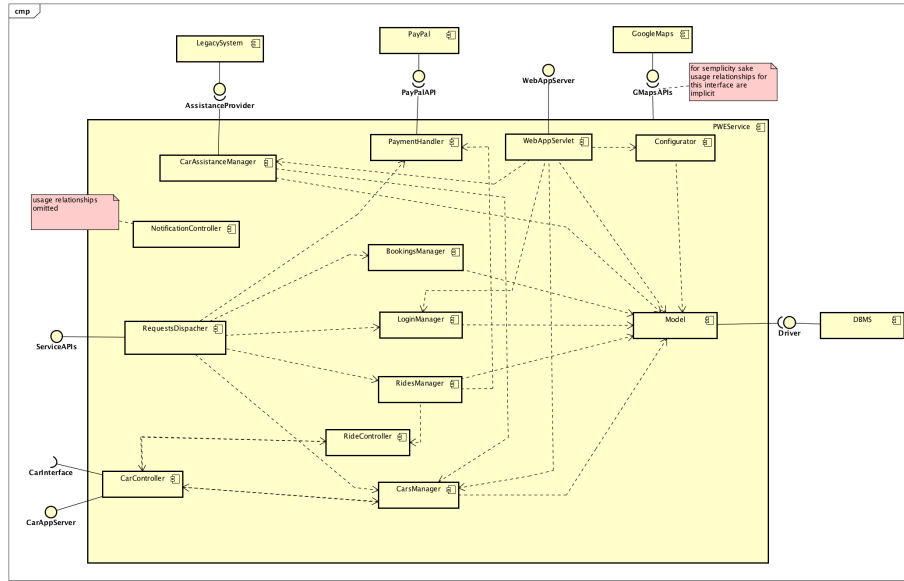 cmp
LegacySystem
PayPal
GoogleMaps
AssistanceProvider
PayPalAPI
WebAppServer
GMapsAPIs
for semplicity sake
usage relationships for
this interface are
implicit
PWEService
CarAssistanceManager
PaymentHandler
WebAppServlet
Configurator
usage relationships
omitted
NotificationController
BookingsManager
RequestsDispacher
ServiceAPIs
LoginManager
Model
Driver
DBMS
RidesManager
RideController
CarInterface
CarController
CarAppServer
CarsManager